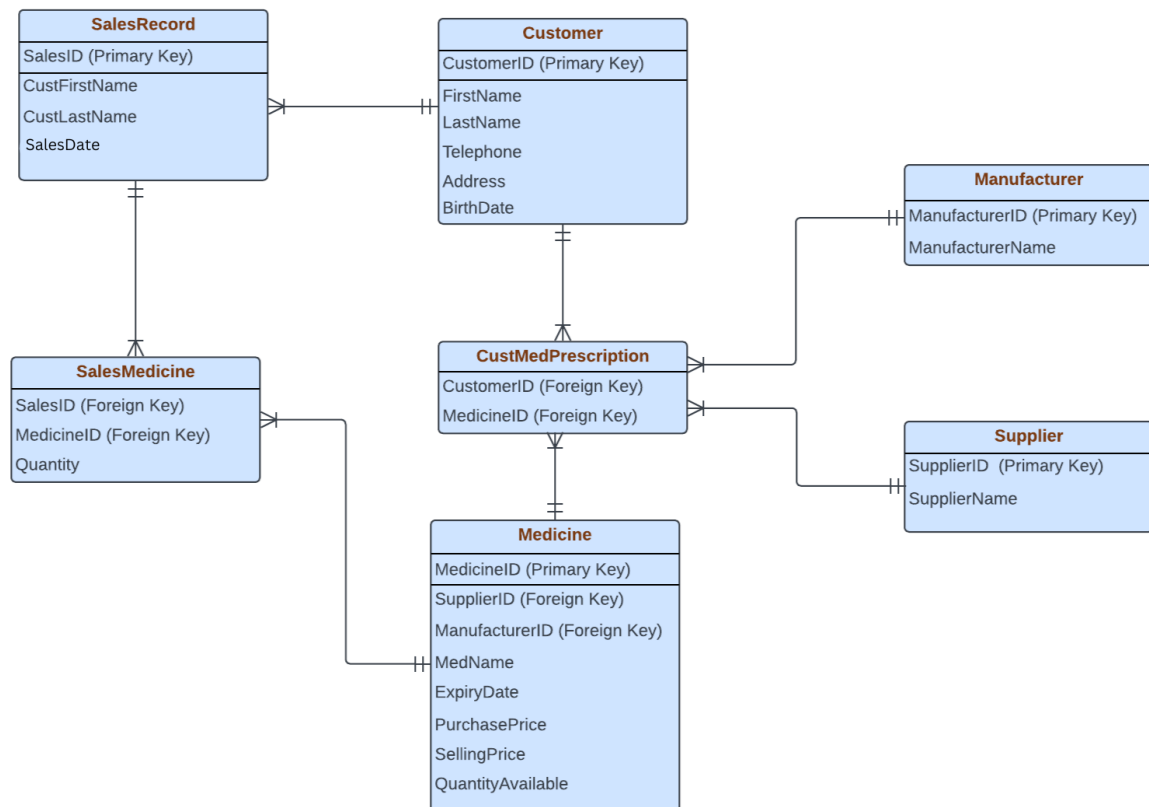 SalesRecord
SalesID (Primary Key)
CustFirstName
CustLastName
SalesDate
Customer
CustomerID (Primary Key)
FirstName
LastName
Telephone
Address
BirthDate
Manufacturer
ManufacturerID (Primary Key)
ManufacturerName
SalesMedicine
SalesID (Foreign Key)
MedicineID (Foreign Key)
Quantity
CustMedPrescription
CustomerID (Foreign Key)
MedicineID (Foreign Key)
Supplier
SupplierID (Primary Key)
SupplierName
Medicine
MedicineID (Primary Key)
SupplierID (Foreign Key)
ManufacturerID (Foreign Key)
MedName
ExpiryDate
PurchasePrice
SellingPrice
QuantityAvailable